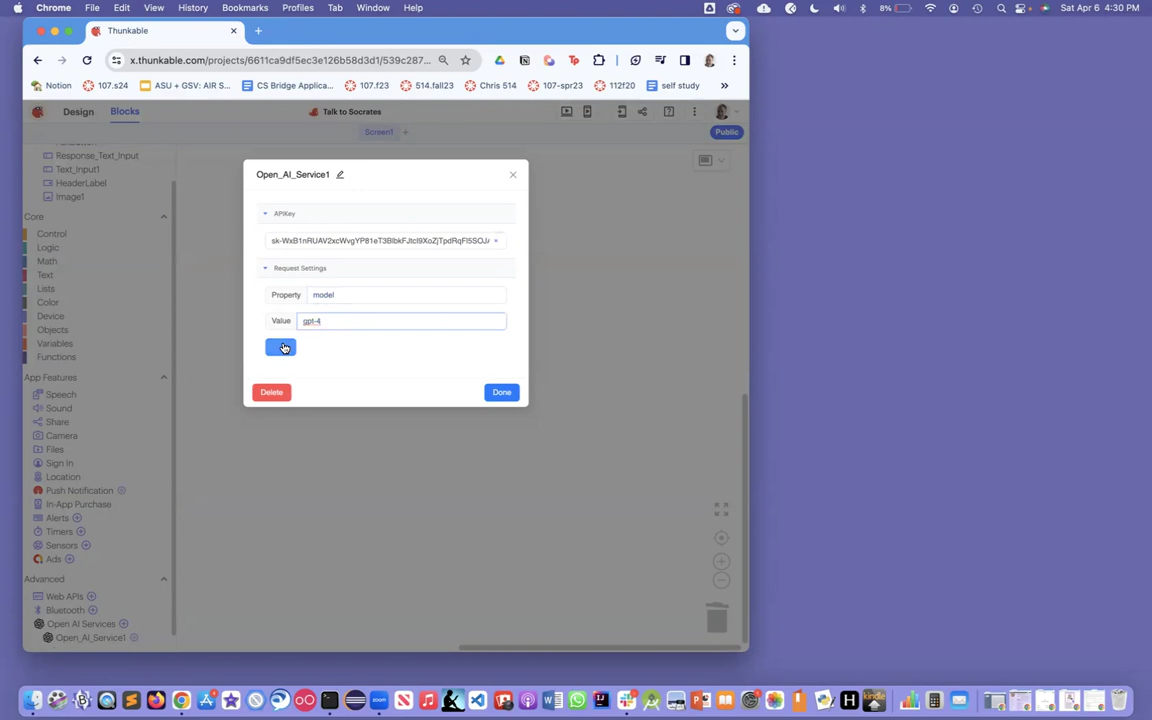 Chrome File Edit View History Bookmarks Profiles Tab Window Help 8% Sat Apr 6 4:30 PM
Thunkable
x.thunkable.com/projects/6611ca9df5ec3e126b58d3d1/539c287...
Notion 107.s24 ASU + GSV: AIR S... CS Bridge Applica... 107.f23 514.fall23 Chris 514 107-spr23 112f20 self study
Design Blocks Talk to Socrates
Screen1 + Public
Response_Text_Input
Text_Input1
HeaderLabel
Image1
Core
Control
Logic
Math
Text
Lists
Color
Device
Objects
Variables
Functions
App Features
Speech
Sound
Share
Camera
Files
Sign In
Location
Push Notification
In-App Purchase
Alerts
Timers
Sensors
Ads
Advanced
Web APIs
Bluetooth
Open AI Services
Open_AI_Service1
Open_AI_Service1
APIKey
Request Settings
Property model
Value gpt-4
Delete Done